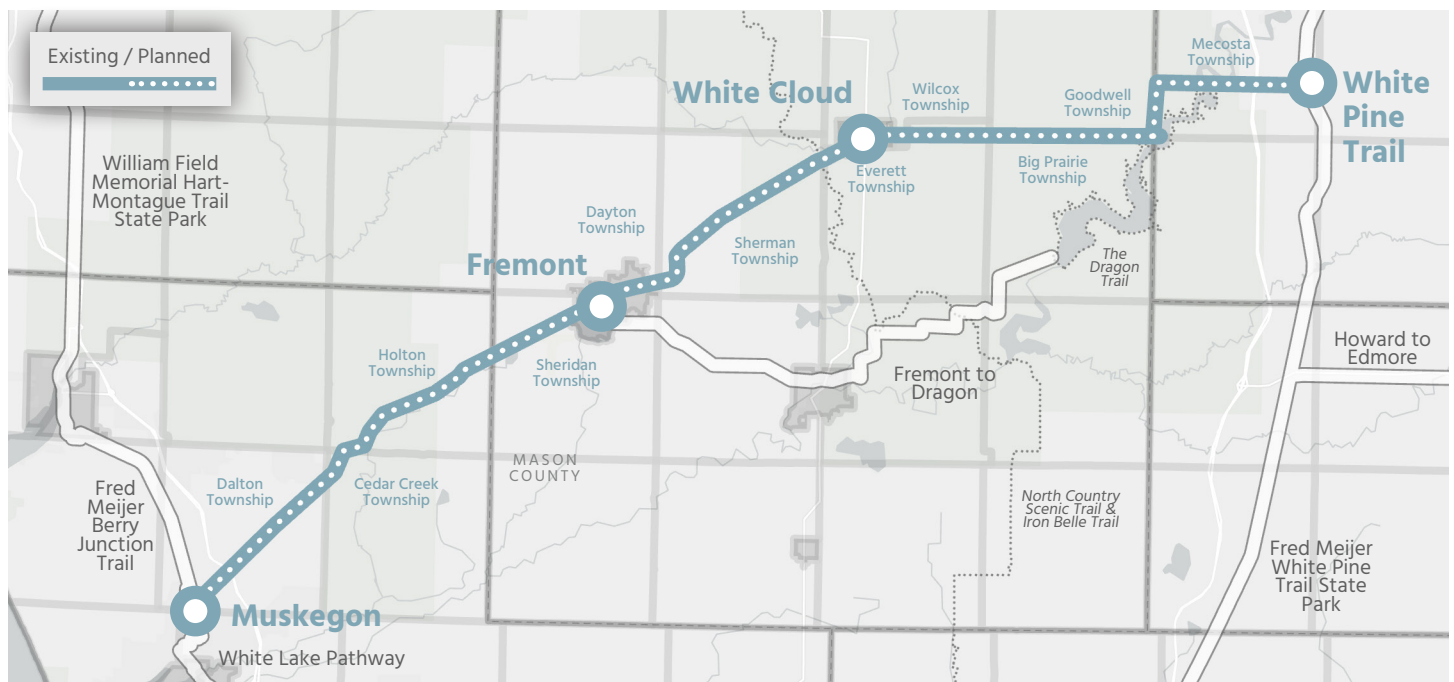 Existing / Planned
Mecosta
Township
White
Pine
Trail
White Cloud
Wilcox
Township
Goodwell
Township
William Field
Memorial Hart-
Montague Trail
State Park
Everett
Township
Big Prairie
Township
Dayton
Township
Sherman
Township
The
Dragon
Trail
Fremont
Holton
Township
Sheridan
Township
Howard to
Edmore
Fremont to
Dragon
MASON
COUNTY
Dalton
Township
Cedar Creek
Township
Fred
Meijer
Berry
Junction
Trail
North Country
Scenic Trail &
Iron Belle Trail
Fred Meijer
White Pine
Trail State
Park
Muskegon
White Lake Pathway